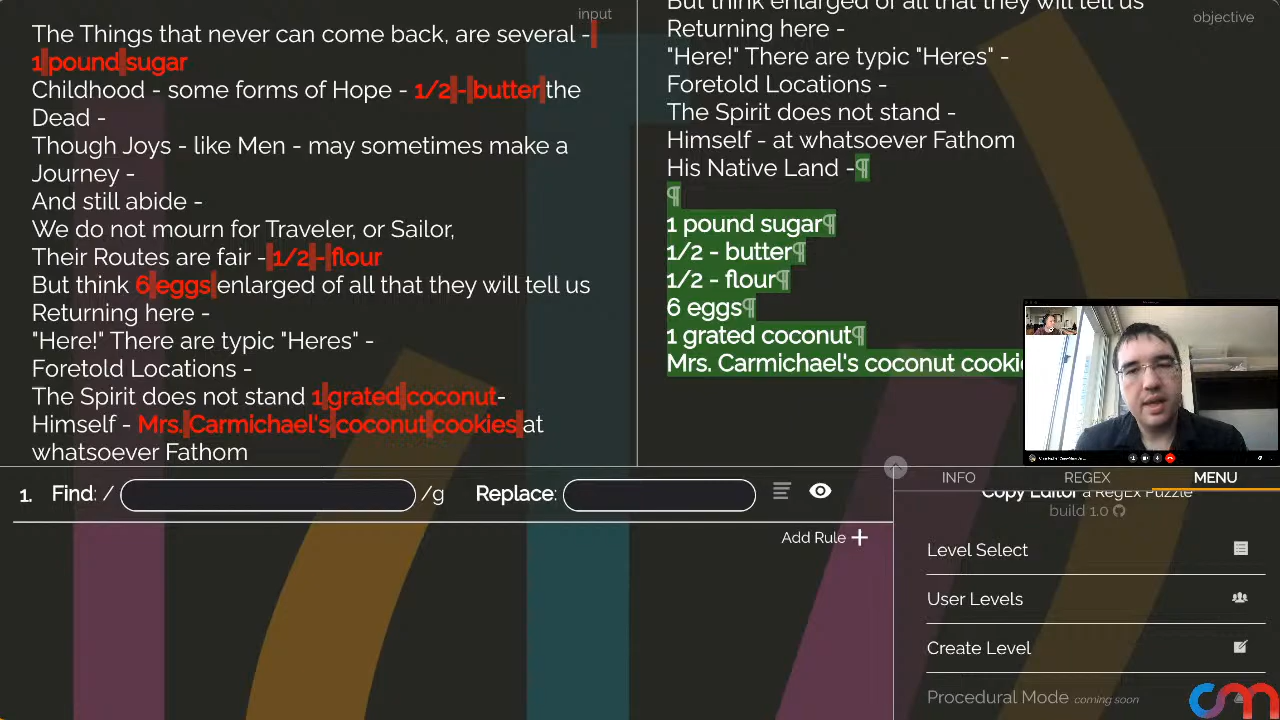 input
The Things that never can come back, are several -
1 pound sugar
Childhood - some forms of Hope - 1/2 - butter the
Dead -
Though Joys - like Men - may sometimes make a
Journey -
And still abide -
We do not mourn for Traveler, or Sailor,
Their Routes are fair - 1/2 - flour
But think 6 eggs enlarged of all that they will tell us
Returning here -
"Here!" There are typic "Heres" -
Foretold Locations -
The Spirit does not stand 1 grated coconut-
Himself - Mrs. Carmichael's coconut cookies at
whatsoever Fathom
objective
But think enlarged of all that they will tell us
Returning here -
"Here!" There are typic "Heres" -
Foretold Locations -
The Spirit does not stand -
Himself - at whatsoever Fathom
His Native Land -¶
¶
1 pound sugar¶
1/2 - butter¶
1/2 - flour¶
6 eggs¶
1 grated coconut¶
Mrs. Carmichael's coconut cookie
1. Find: / /g Replace:
Add Rule +
INFO REGEX MENU
Copy Editor a RegEx Puzzle
build 1.0
Level Select
User Levels
Create Level
Procedural Mode coming soon
cm